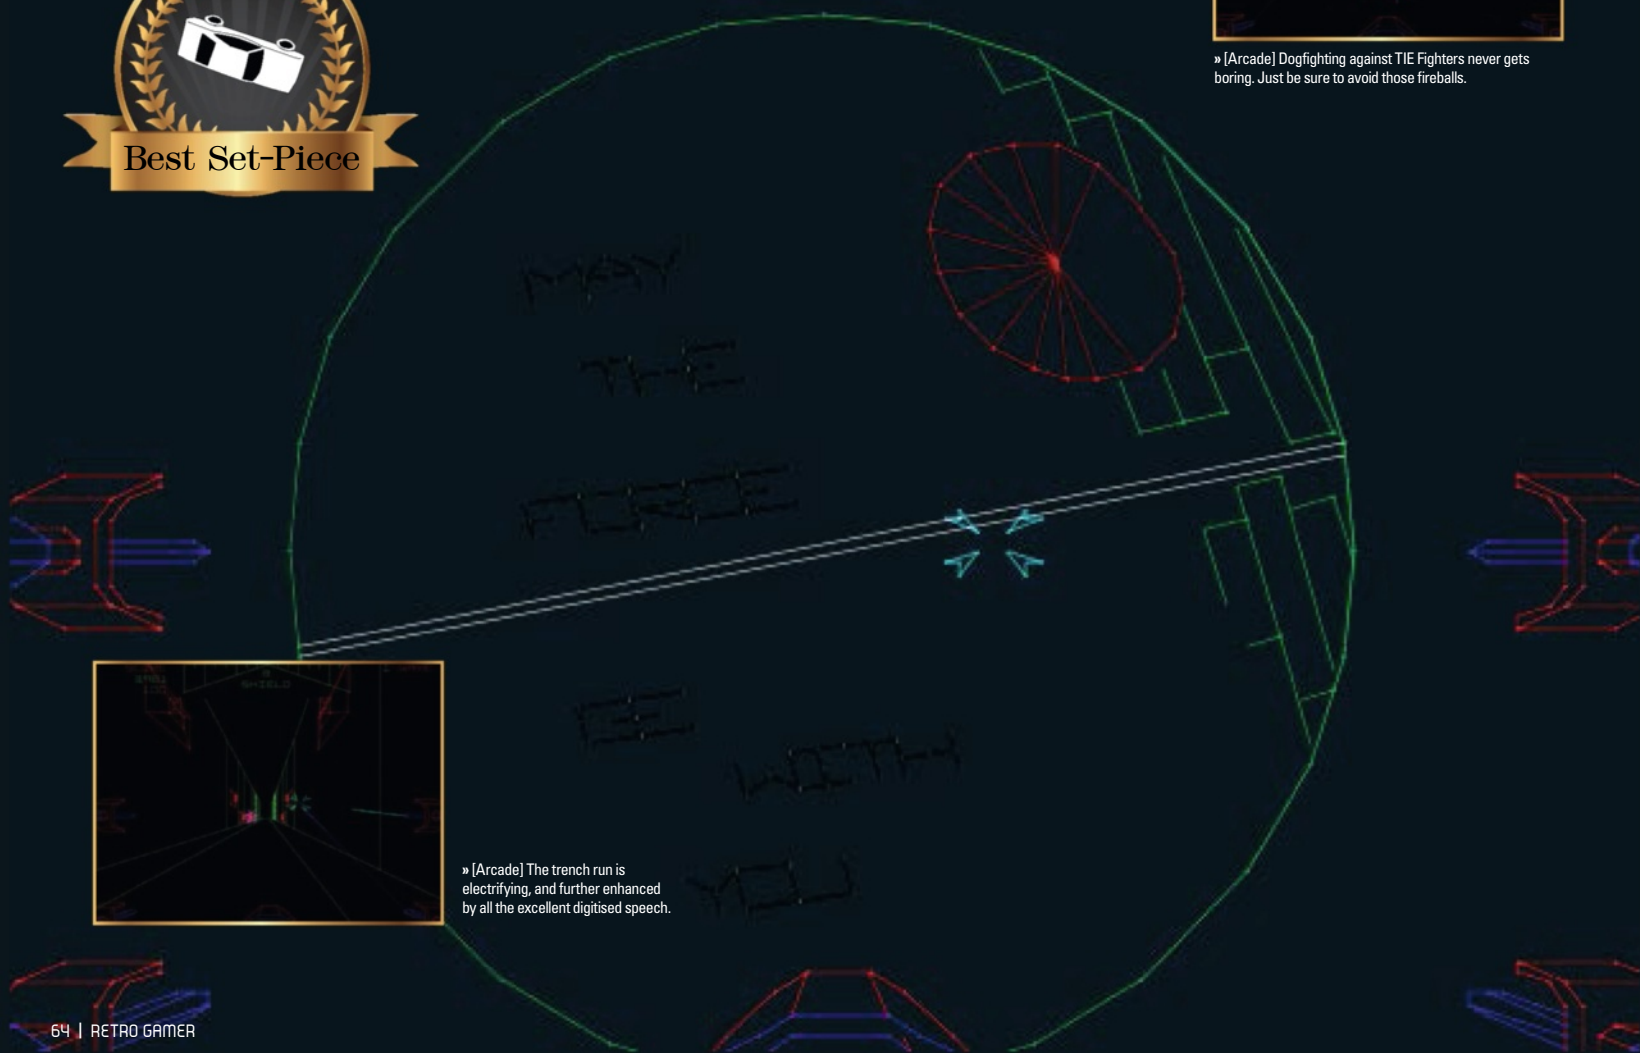 » [Arcade] Dogfighting against TIE Fighters never gets
boring. Just be sure to avoid those fireballs.
Best Set-Piece
MAY
THE
FORCE
BE
WITH
YOU
SHIELD
» [Arcade] The trench run is
electrifying, and further enhanced
by all the excellent digitised speech.
64 | RETRO GAMER